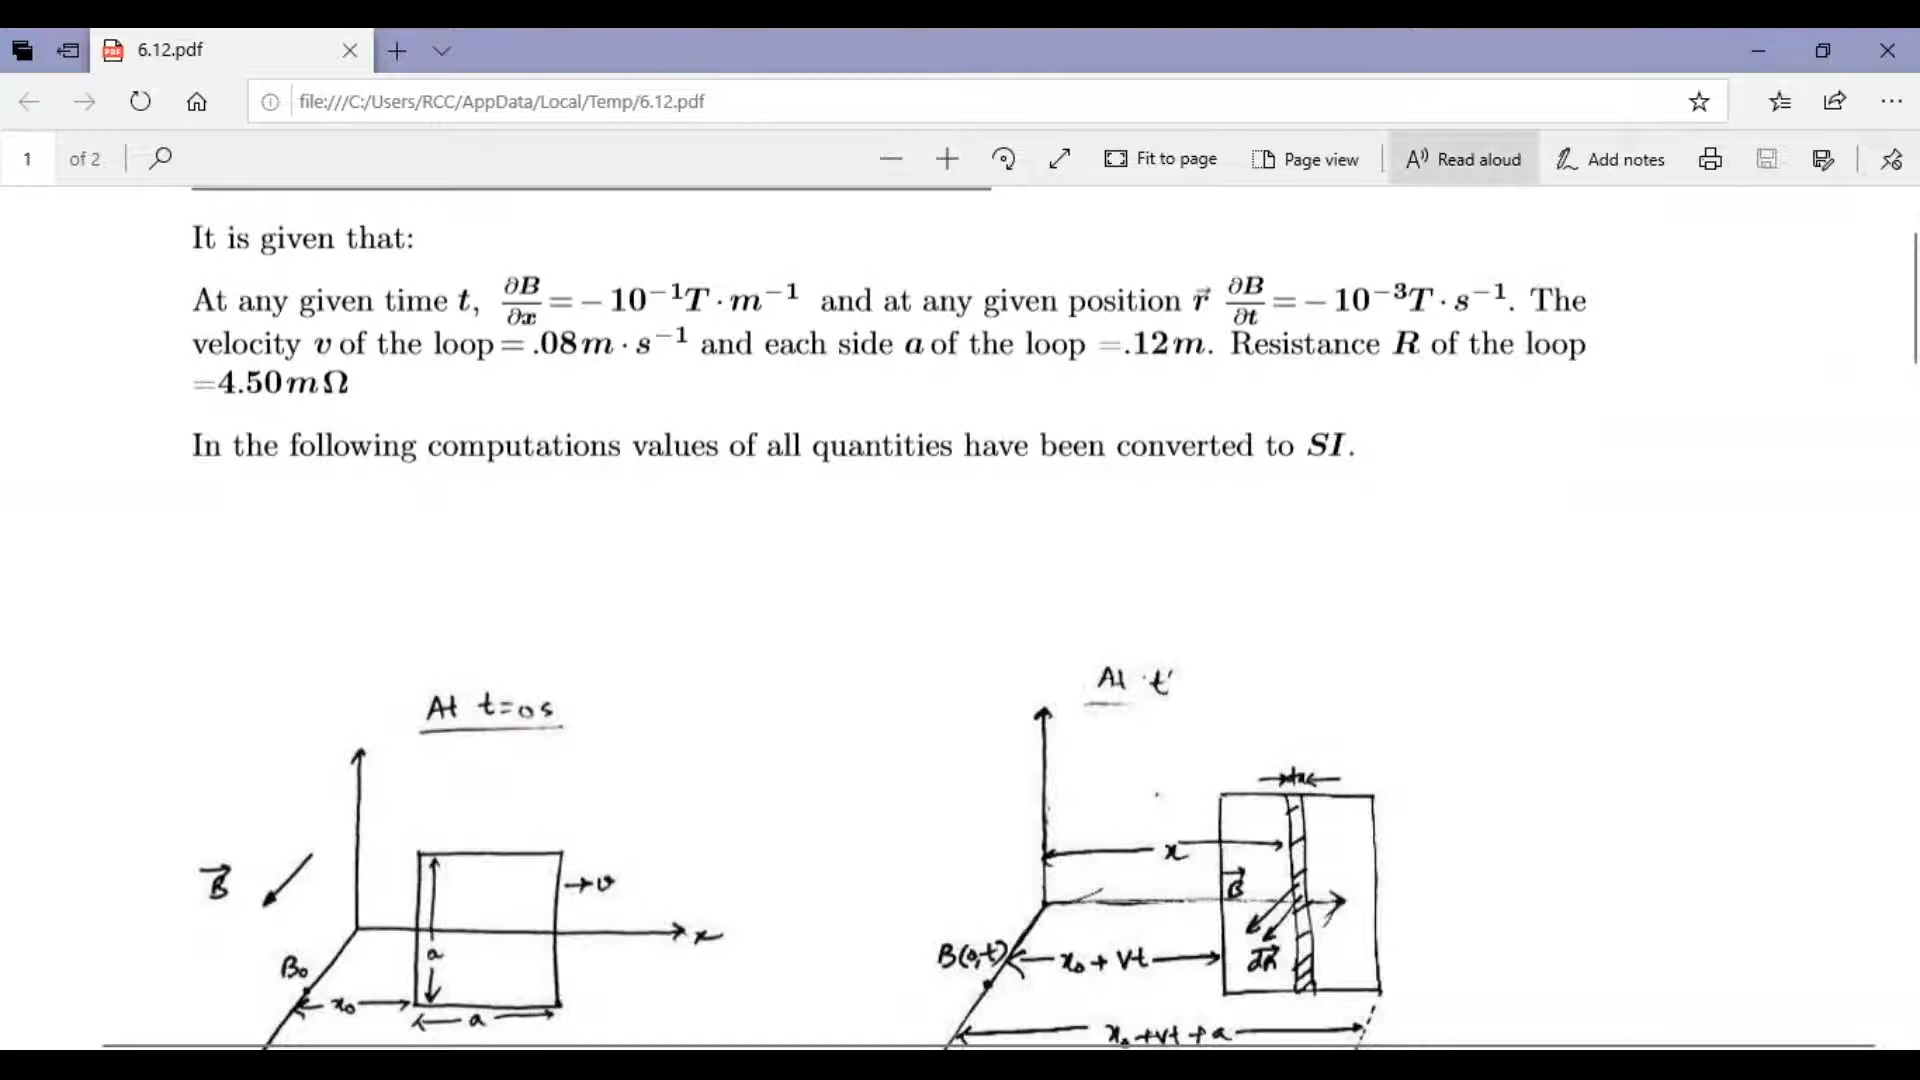 6.12.pdf
file:///C:/Users/RCC/AppData/Local/Temp/6.12.pdf
1 of 2 Fit to page Page view A Read aloud Add notes
It is given that:
At any given time t, ∂B/∂x = − 10⁻¹T · m⁻¹ and at any given position r⃗ ∂B/∂t = − 10⁻³T · s⁻¹. The
velocity v of the loop = .08m · s⁻¹ and each side a of the loop =.12m. Resistance R of the loop
=4.50mΩ
In the following computations values of all quantities have been converted to SI.
At t=0s
B⃗
→v
x
a
B₀
x₀
a
At t'
x
B⃗
B(0,t)
x₀ + vt
x₀ + vt + a